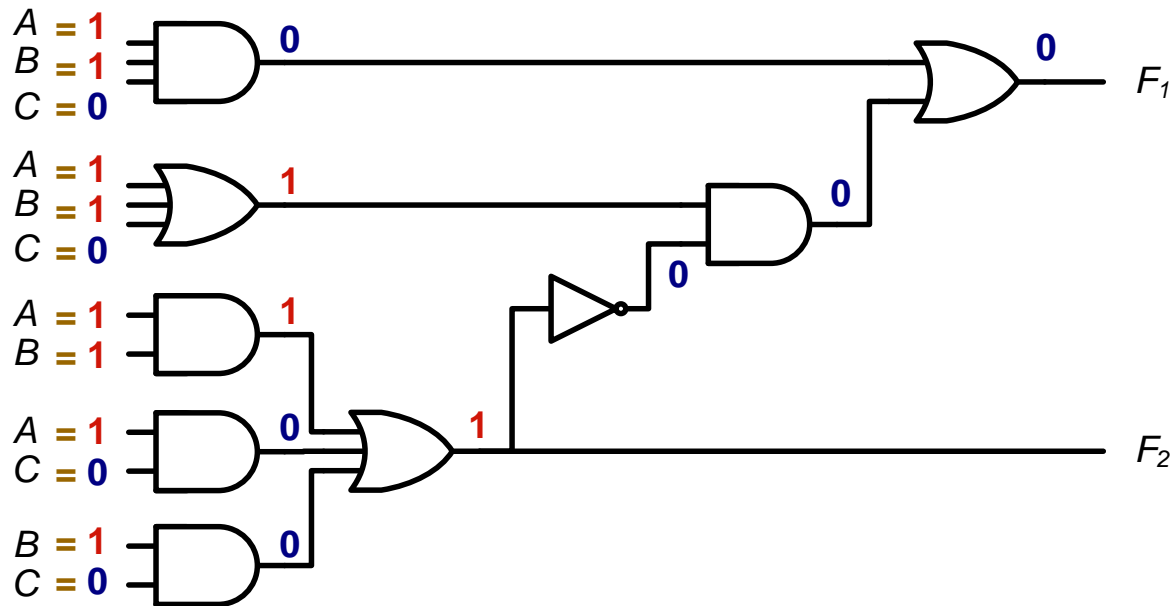 A = 1
0
0
B = 1
F1
C = 0
A = 1
1
B = 1
0
C = 0
0
A = 1
1
B = 1
A = 1
0
1
C = 0
F2
B = 1
0
C = 0